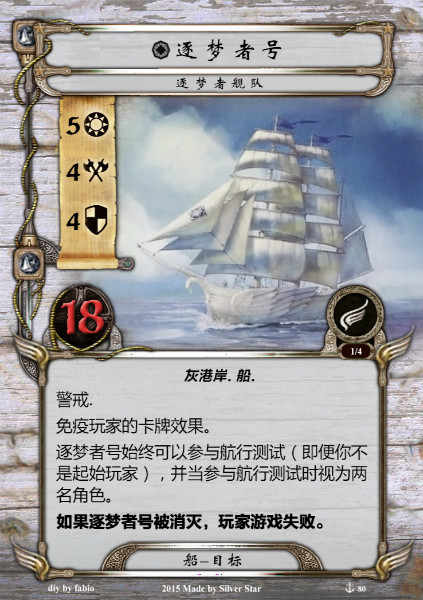 逐梦者号
逐梦者舰队
5
4
4
18
1/4
灰港岸. 船.
警戒.
免疫玩家的卡牌效果。
逐梦者号始终可以参与航行测试（即便你不
是起始玩家），并当参与航行测试时视为两
名角色。
如果逐梦者号被消灭，玩家游戏失败。
船–目标
diy by fabio 2015 Made by Silver Star 80